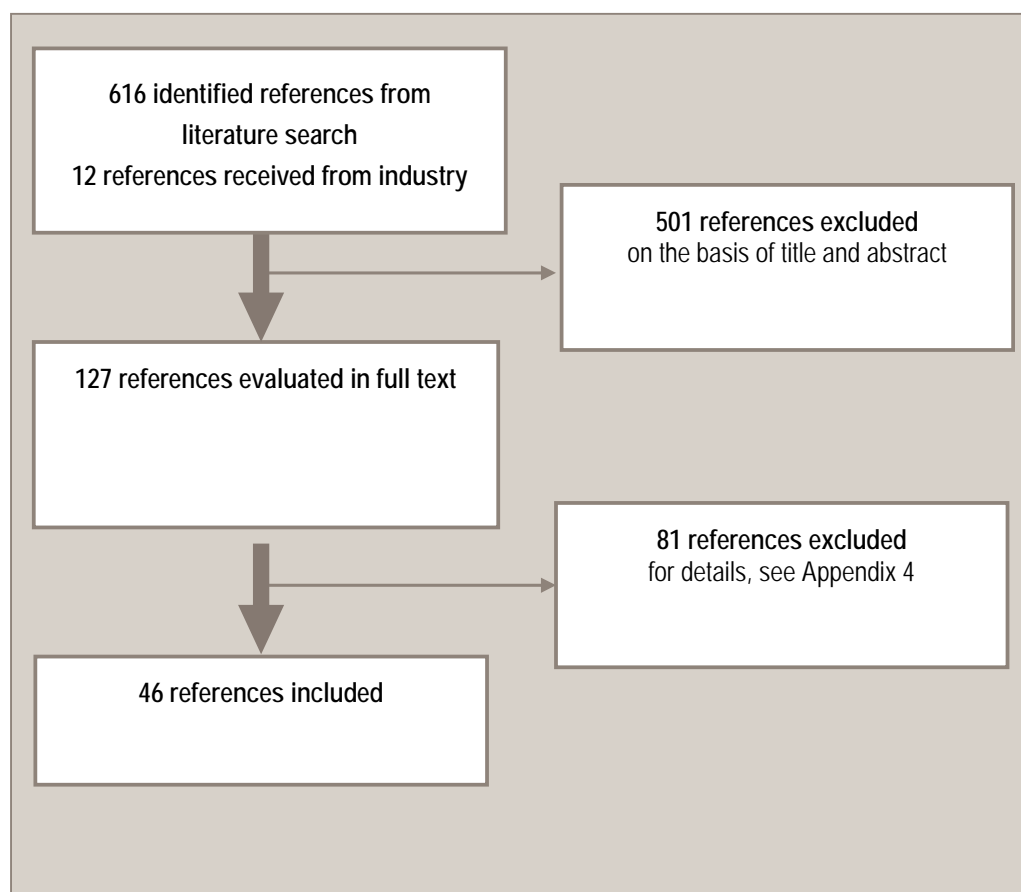 616 identified references from
literature search
12 references received from industry
501 references excluded
on the basis of title and abstract
127 references evaluated in full text
81 references excluded
for details, see Appendix 4
46 references included